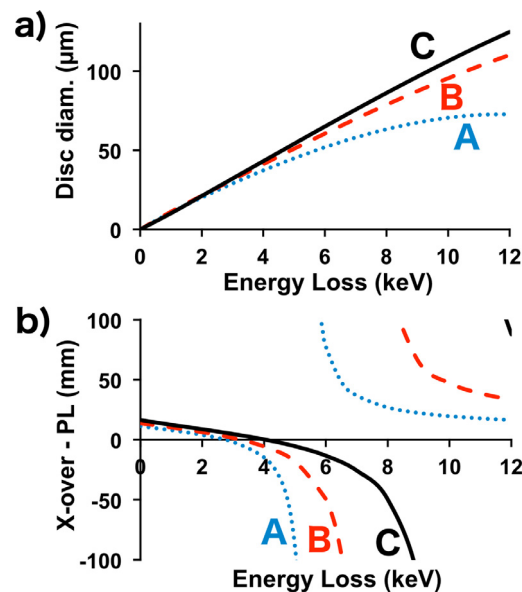 a)
Disc diam. (µm)
100
50
0
C
B
A
0 2 4 6 8 10 12
Energy Loss (keV)
b)
X-over - PL (mm)
100
50
0
-50
-100
0 2 4 6 8 10 12
A
B
C
Energy Loss (keV)